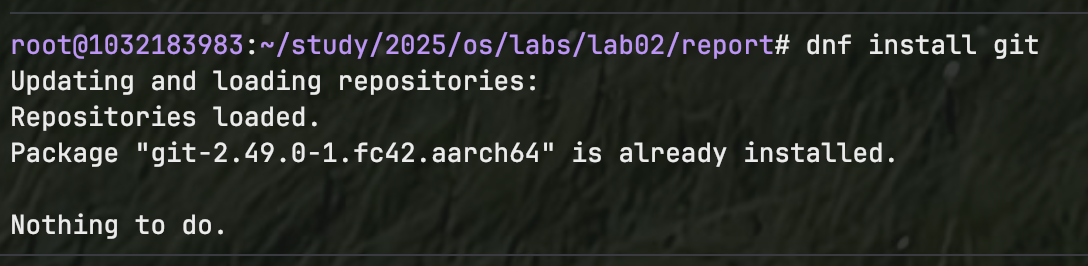 root@1032183983:~/study/2025/os/labs/lab02/report# dnf install git
Updating and loading repositories:
Repositories loaded.
Package "git-2.49.0-1.fc42.aarch64" is already installed.
Nothing to do.